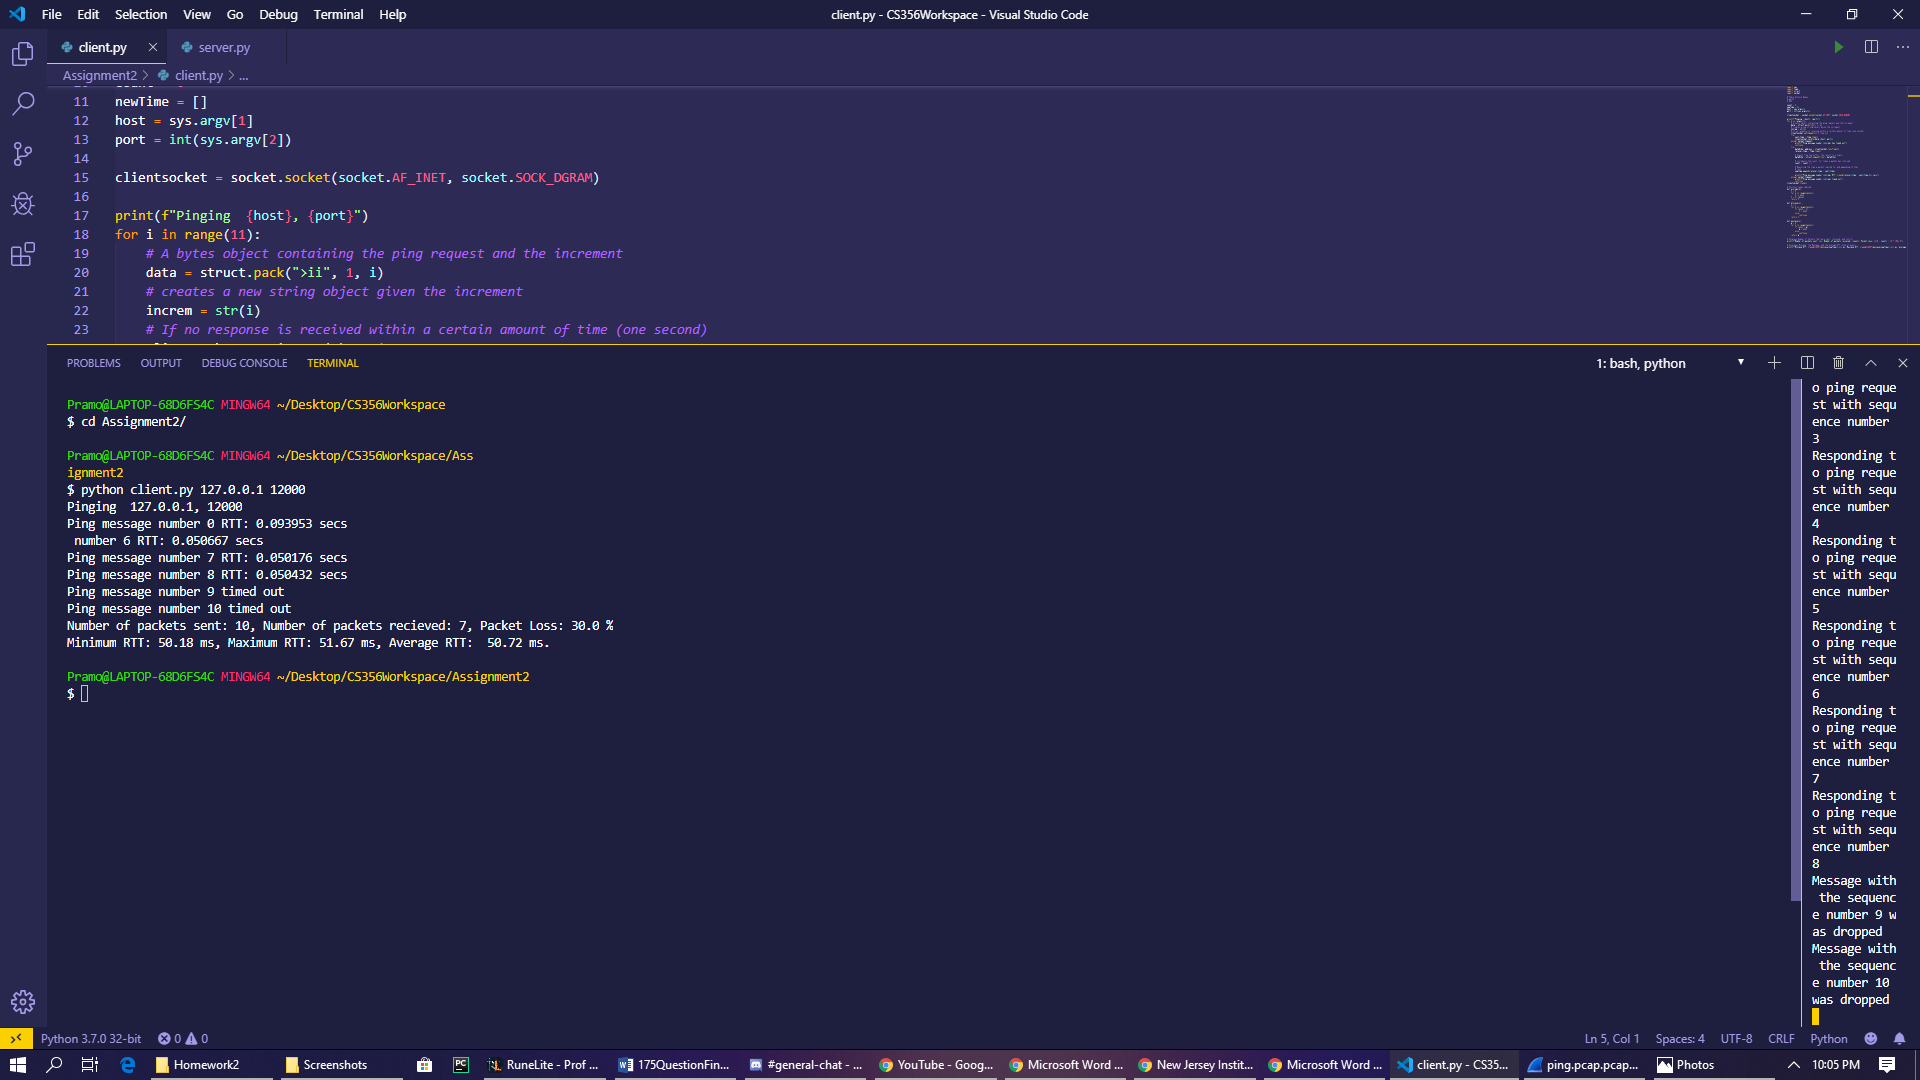 File Edit Selection View Go Debug Terminal Help
client.py - CS356Workspace - Visual Studio Code
client.py
server.py
Assignment2 > client.py > ...
11 newTime = []
12 host = sys.argv[1]
13 port = int(sys.argv[2])
14
15 clientsocket = socket.socket(socket.AF_INET, socket.SOCK_DGRAM)
16
17 print(f"Pinging  {host}, {port}")
18 for i in range(11):
19 # A bytes object containing the ping request and the increment
20 data = struct.pack(">ii", 1, i)
21 # creates a new string object given the increment
22 increm = str(i)
23 # If no response is received within a certain amount of time (one second)
PROBLEMS OUTPUT DEBUG CONSOLE TERMINAL
1: bash, python
Pramo@LAPTOP-68D6FS4C MINGW64 ~/Desktop/CS356Workspace
$ cd Assignment2/
Pramo@LAPTOP-68D6FS4C MINGW64 ~/Desktop/CS356Workspace/Ass
ignment2
$ python client.py 127.0.0.1 12000
Pinging  127.0.0.1, 12000
Ping message number 0 RTT: 0.093953 secs
number 6 RTT: 0.050667 secs
Ping message number 7 RTT: 0.050176 secs
Ping message number 8 RTT: 0.050432 secs
Ping message number 9 timed out
Ping message number 10 timed out
Number of packets sent: 10, Number of packets recieved: 7, Packet Loss: 30.0 %
Minimum RTT: 50.18 ms, Maximum RTT: 51.67 ms, Average RTT:  50.72 ms.
Pramo@LAPTOP-68D6FS4C MINGW64 ~/Desktop/CS356Workspace/Assignment2
$
o ping reque
st with sequ
ence number
3
Responding t
o ping reque
st with sequ
ence number
4
Responding t
o ping reque
st with sequ
ence number
5
Responding t
o ping reque
st with sequ
ence number
6
Responding t
o ping reque
st with sequ
ence number
7
Responding t
o ping reque
st with sequ
ence number
8
Message with
the sequenc
e number 9 w
as dropped
Message with
the sequenc
e number 10
was dropped
Python 3.7.0 32-bit 0 0
Ln 5, Col 1 Spaces: 4 UTF-8 CRLF Python
Homework2
Screenshots
PC
RuneLite - Prof ...
175QuestionFin...
#general-chat - ...
YouTube - Goog...
Microsoft Word ...
New Jersey Instit...
Microsoft Word ...
client.py - CS35...
ping.pcap.pcap...
Photos
10:05 PM